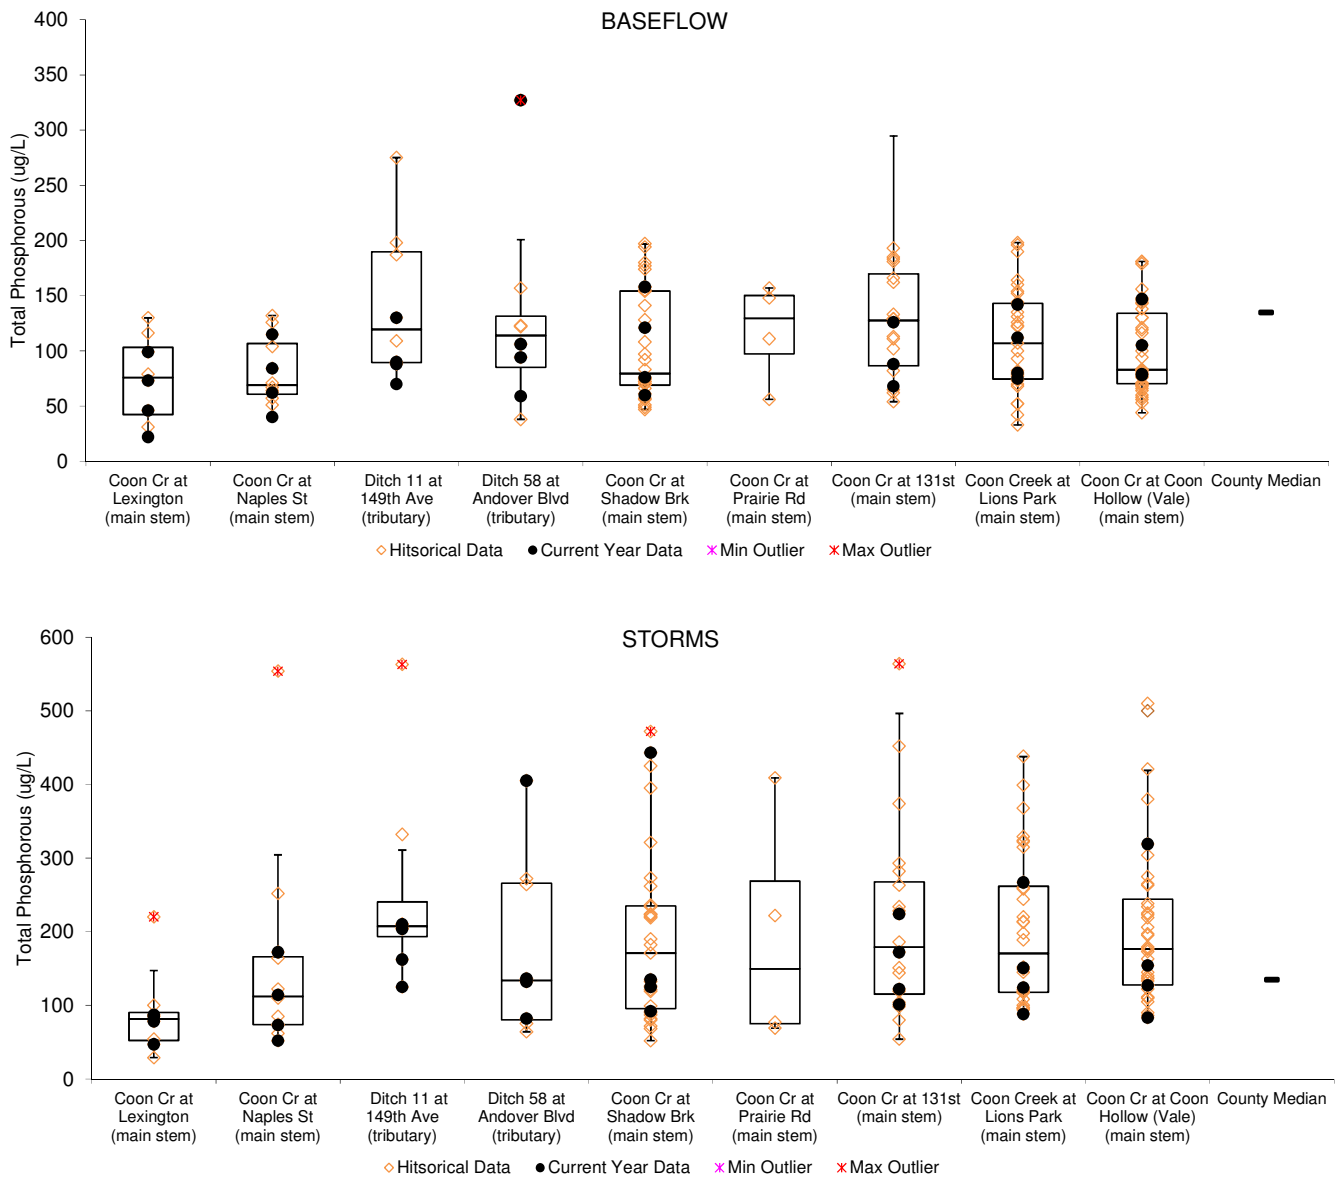 BASEFLOW
Total Phosphorous (ug/L)
400
350
300
250
200
150
100
50
0
Coon Cr at
Lexington
(main stem)
Coon Cr at
Naples St
(main stem)
Ditch 11 at
149th Ave
(tributary)
Ditch 58 at
Andover Blvd
(tributary)
Coon Cr at
Shadow Brk
(main stem)
Coon Cr at
Prairie Rd
(main stem)
Coon Cr at 131st
(main stem)
Coon Creek at
Lions Park
(main stem)
Coon Cr at Coon
Hollow (Vale)
(main stem)
County Median
Hitsorical Data
Current Year Data
Min Outlier
Max Outlier
STORMS
Total Phosphorous (ug/L)
600
500
400
300
200
100
0
Coon Cr at
Lexington
(main stem)
Coon Cr at
Naples St
(main stem)
Ditch 11 at
149th Ave
(tributary)
Ditch 58 at
Andover Blvd
(tributary)
Coon Cr at
Shadow Brk
(main stem)
Coon Cr at
Prairie Rd
(main stem)
Coon Cr at 131st
(main stem)
Coon Creek at
Lions Park
(main stem)
Coon Cr at Coon
Hollow (Vale)
(main stem)
County Median
Hitsorical Data
Current Year Data
Min Outlier
Max Outlier